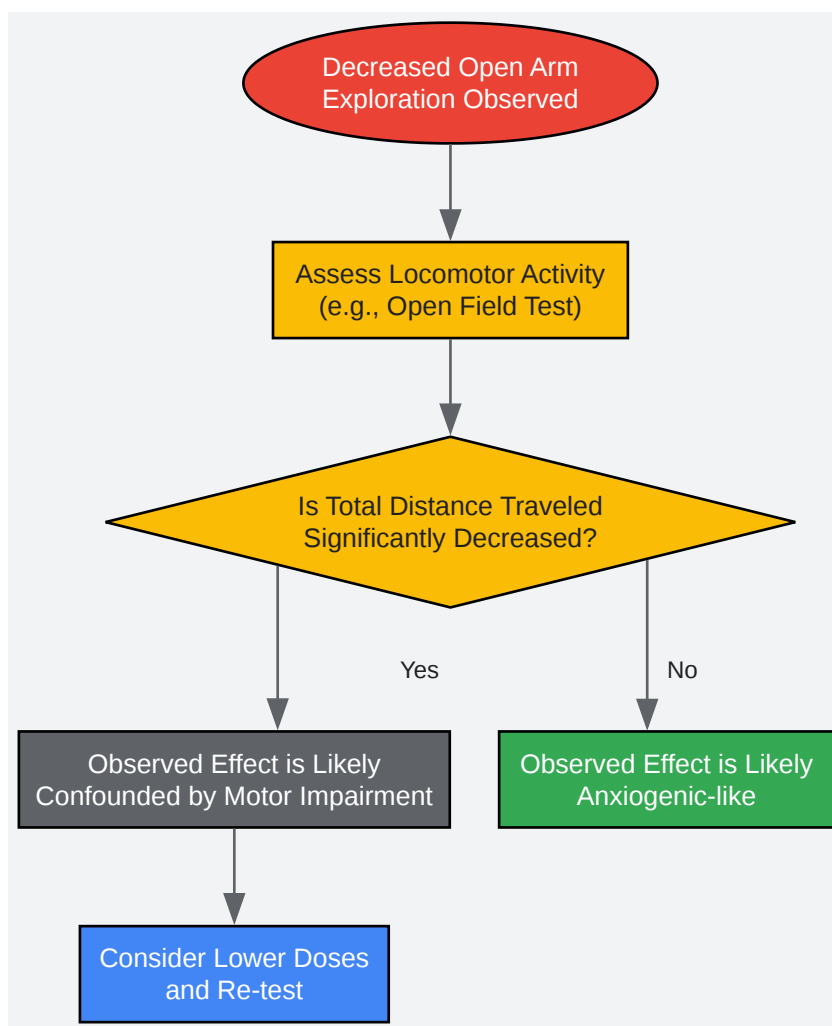 Decreased Open Arm
Exploration Observed
Assess Locomotor Activity
(e.g., Open Field Test)
Is Total Distance Traveled
Significantly Decreased?
Yes
No
Observed Effect is Likely
Confounded by Motor Impairment
Observed Effect is Likely
Anxiogenic-like
Consider Lower Doses
and Re-test